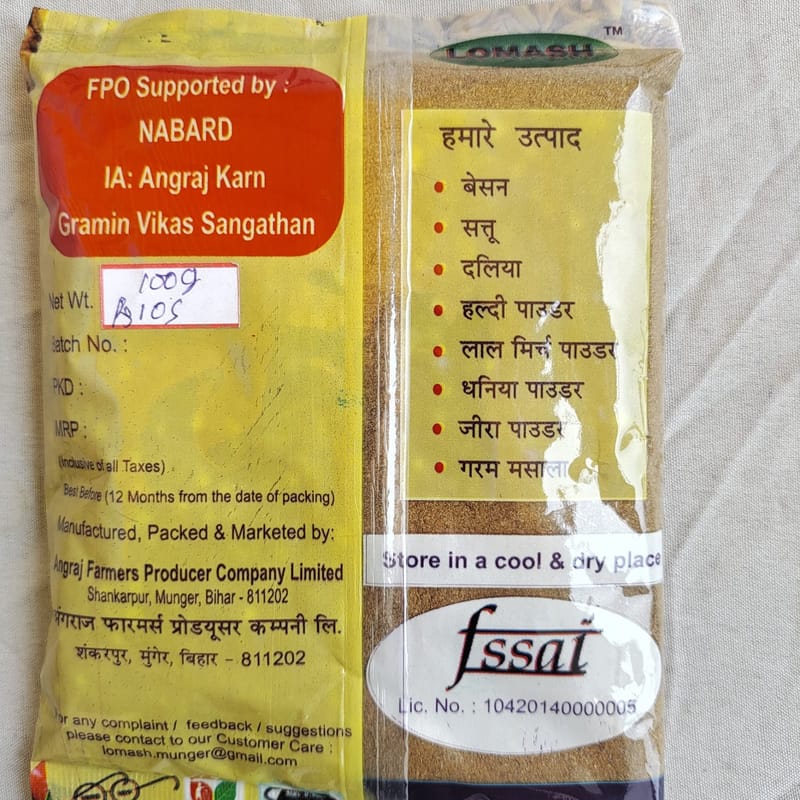 FPO Supported by :
NABARD
IA: Angraj Karn
Gramin Vikas Sangathan
Net Wt.
100g
₨105
Batch No. :
PKD :
MRP :
(Inclusive of all Taxes)
Best Before (12 Months from the date of packing)
Manufactured, Packed & Marketed by:
Angraj Farmers Producer Company Limited
Shankarpur, Munger, Bihar - 811202
अंगराज फारमर्स प्रोडयूसर कम्पनी लि.
शंकरपुर, मुंगेर, बिहार - 811202
For any complaint / feedback / suggestions
please contact to our Customer Care :
lomash.munger@gmail.com
LOMASH TM
हमारे उत्पाद
• बेसन
• सत्तू
• दलिया
• हल्दी पाउडर
• लाल मिर्च पाउडर
• धनिया पाउडर
• जीरा पाउडर
• गरम मसाला
Store in a cool & dry place
fssai
Lic. No. : 10420140000005